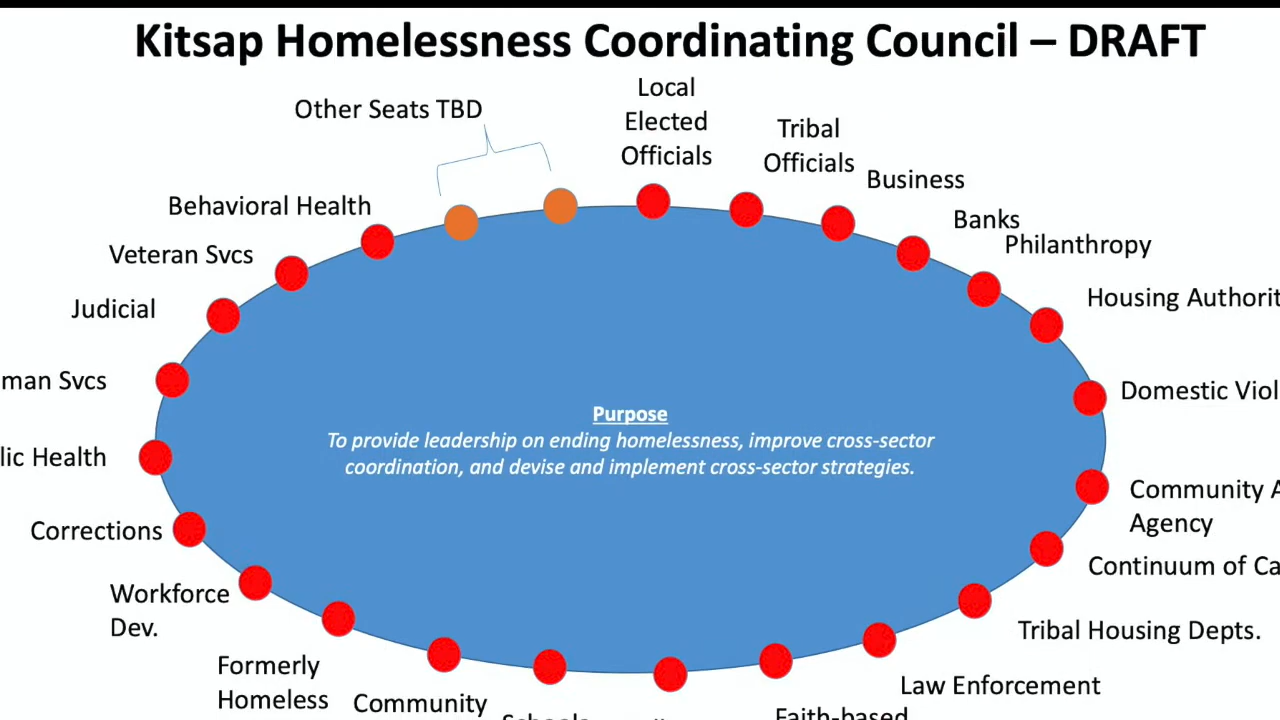 Kitsap Homelessness Coordinating Council – DRAFT
Other Seats TBD
Local
Elected
Officials
Tribal
Officials
Business
Banks
Philanthropy
Housing Authorit
Domestic Viol
Community A
Agency
Continuum of Ca
Tribal Housing Depts.
Law Enforcement
Faith-based
Schools
Community
Formerly
Homeless
Workforce
Dev.
Corrections
lic Health
man Svcs
Judicial
Veteran Svcs
Behavioral Health
Purpose
To provide leadership on ending homelessness, improve cross-sector
coordination, and devise and implement cross-sector strategies.